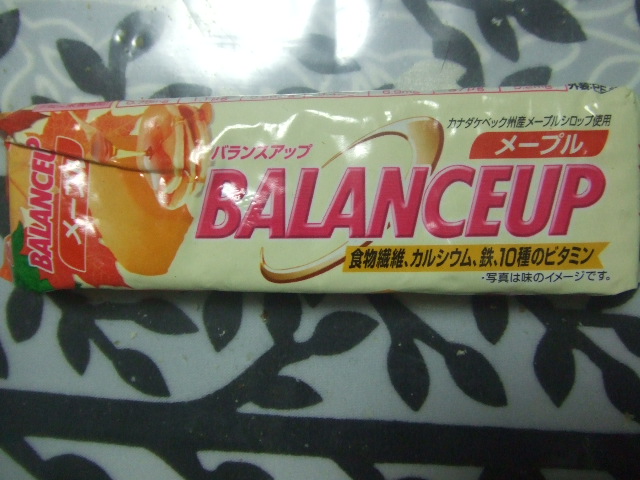 カナダケベック州産メープルシロップ使用
メープル
バランスアップ
BALANCEUP
食物繊維、カルシウム、鉄、10種のビタミン
・写真は味のイメージです。
BALANCEUP
メープル